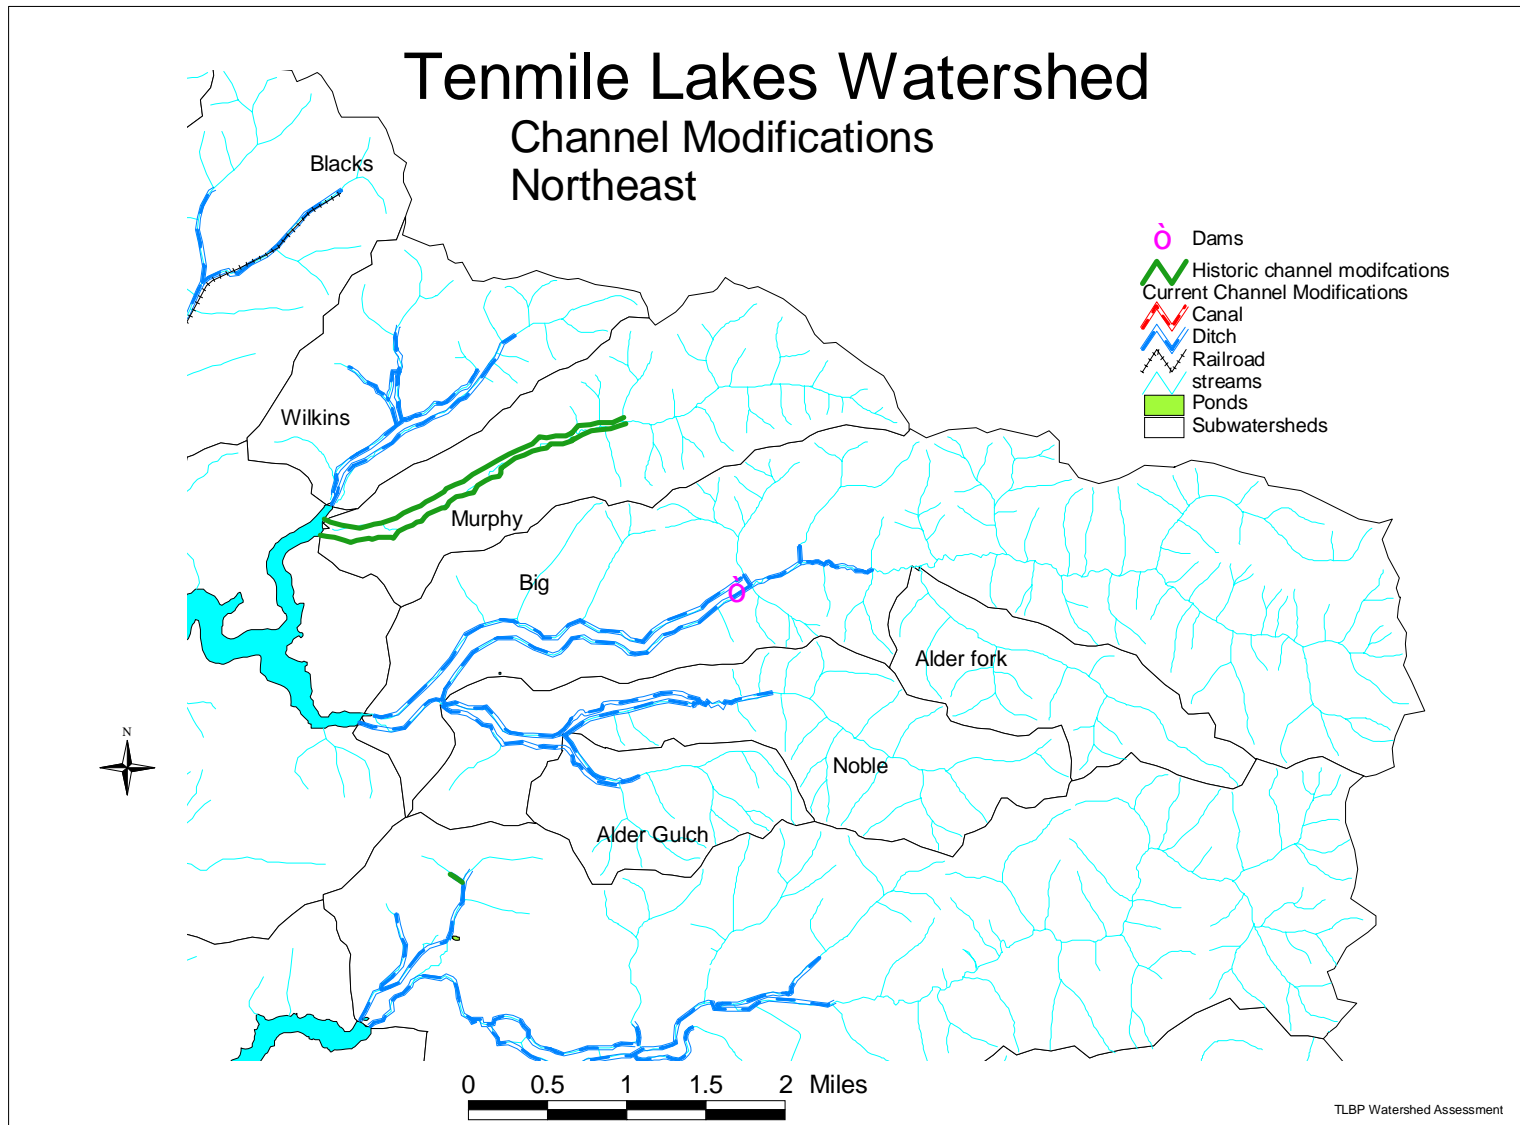 Tenmile Lakes Watershed
Channel Modifications
Northeast
Blacks
Dams
Historic channel modifcations
Current Channel Modifications
Canal
Ditch
Railroad
streams
Ponds
Subwatersheds
Wilkins
Murphy
Big
Alder fork
N
Noble
Alder Gulch
0 0.5 1 1.5 2 Miles
TLBP Watershed Assessment